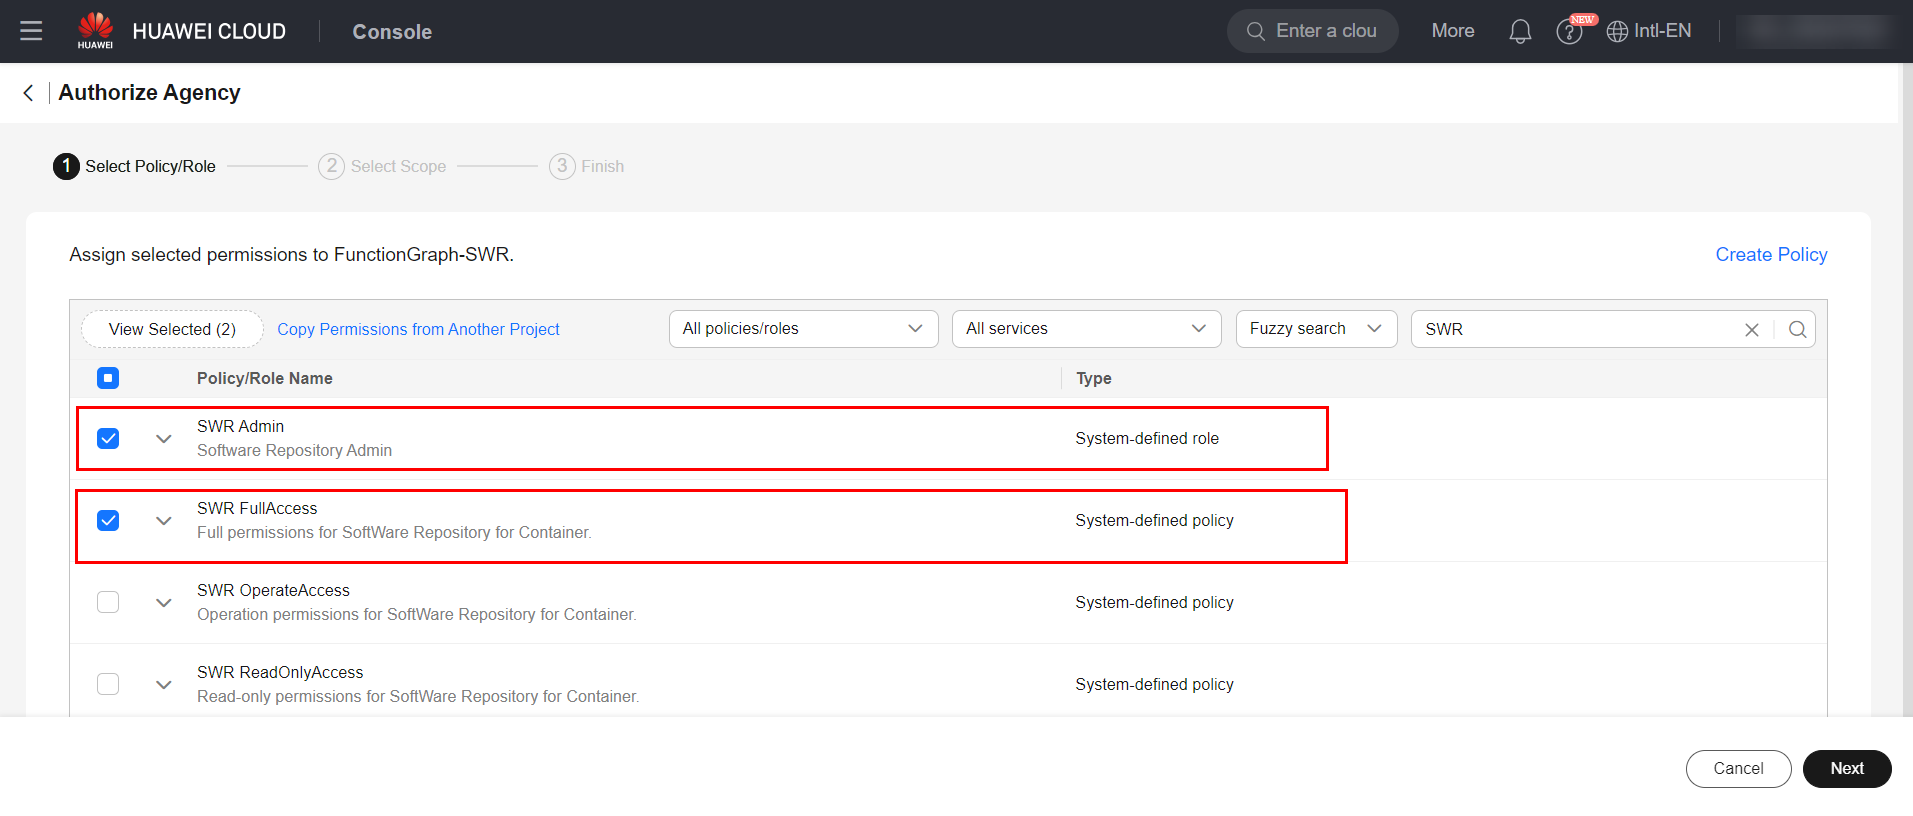 HUAWEI
HUAWEI CLOUD
Console
Enter a clou
More
NEW
Intl-EN
Authorize Agency
1 Select Policy/Role
2 Select Scope
3 Finish
Assign selected permissions to FunctionGraph-SWR.
Create Policy
View Selected (2)
Copy Permissions from Another Project
All policies/roles
All services
Fuzzy search
SWR
Policy/Role Name
Type
SWR Admin
Software Repository Admin
System-defined role
SWR FullAccess
Full permissions for SoftWare Repository for Container.
System-defined policy
SWR OperateAccess
Operation permissions for SoftWare Repository for Container.
System-defined policy
SWR ReadOnlyAccess
Read-only permissions for SoftWare Repository for Container.
System-defined policy
Cancel
Next